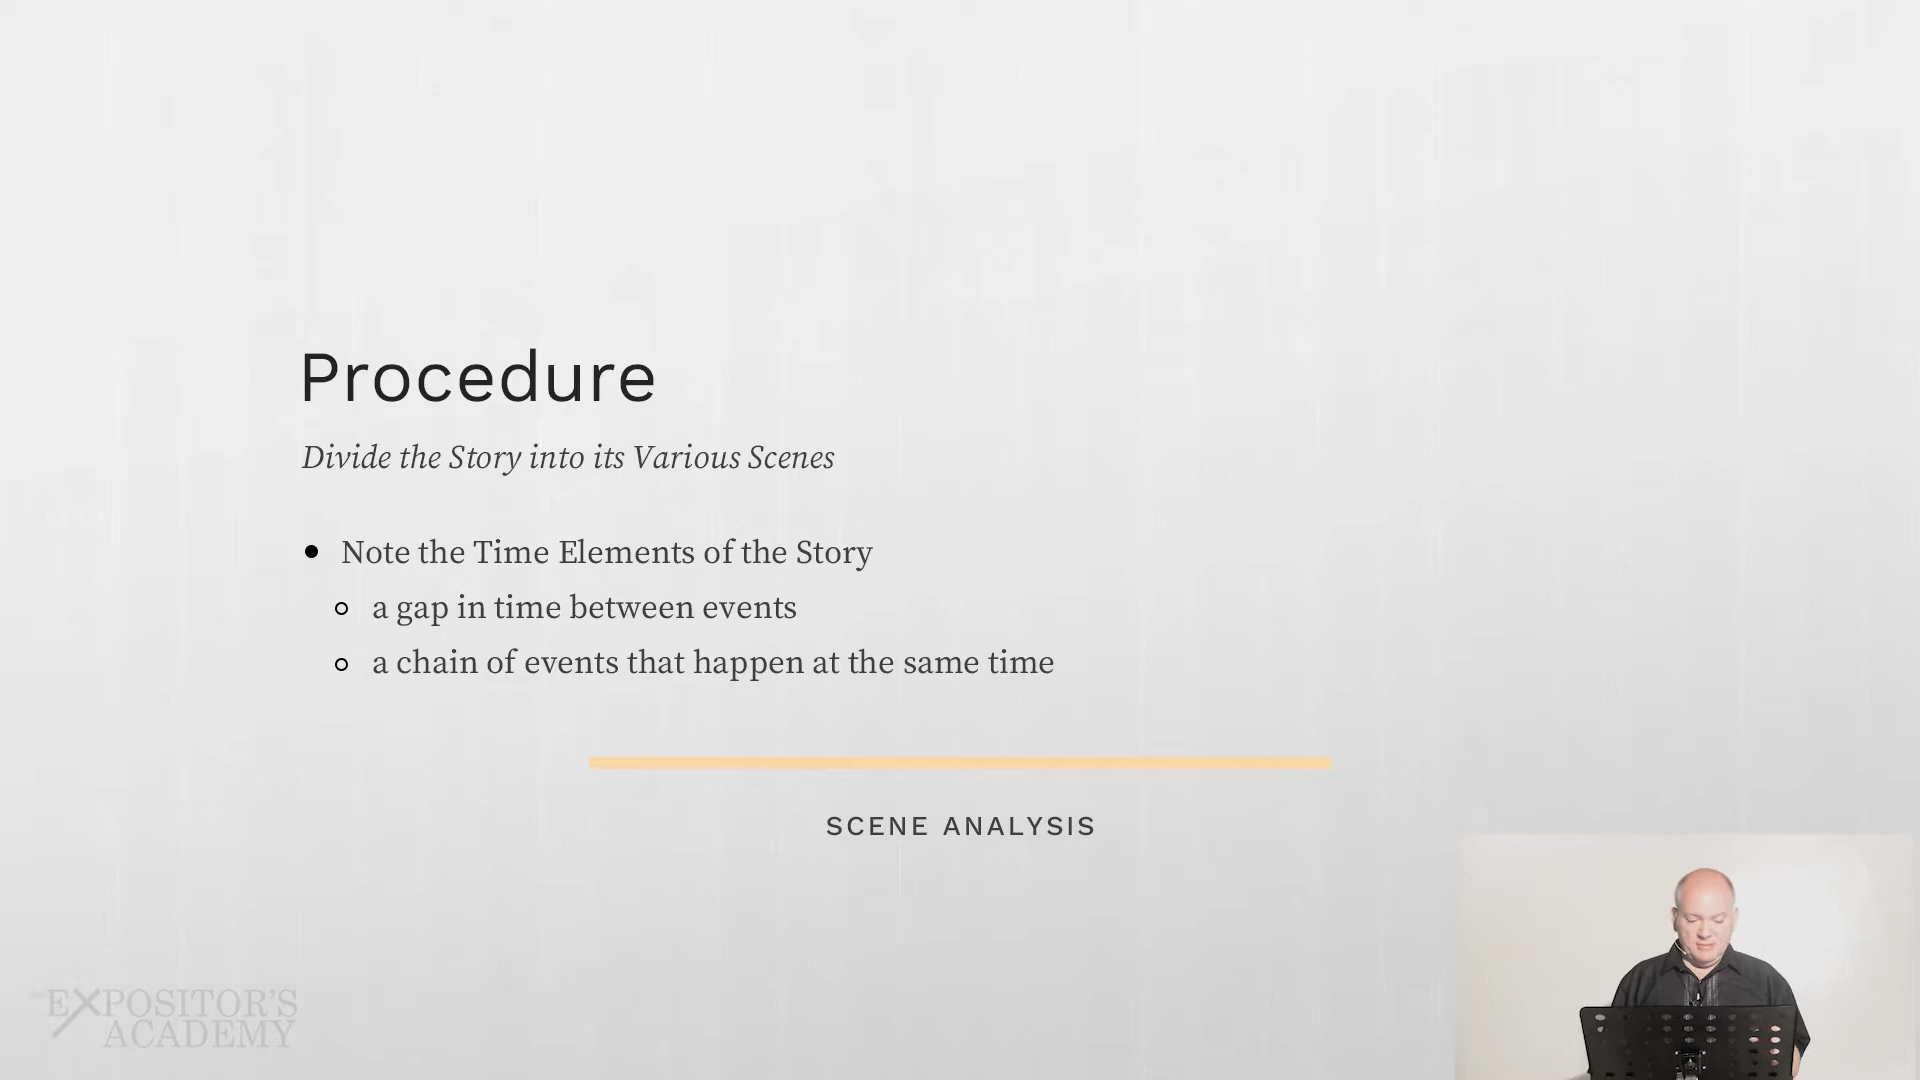 Procedure
Divide the Story into its Various Scenes
Note the Time Elements of the Story
a gap in time between events
a chain of events that happen at the same time
SCENE ANALYSIS
EXPOSITOR'S
ACADEMY